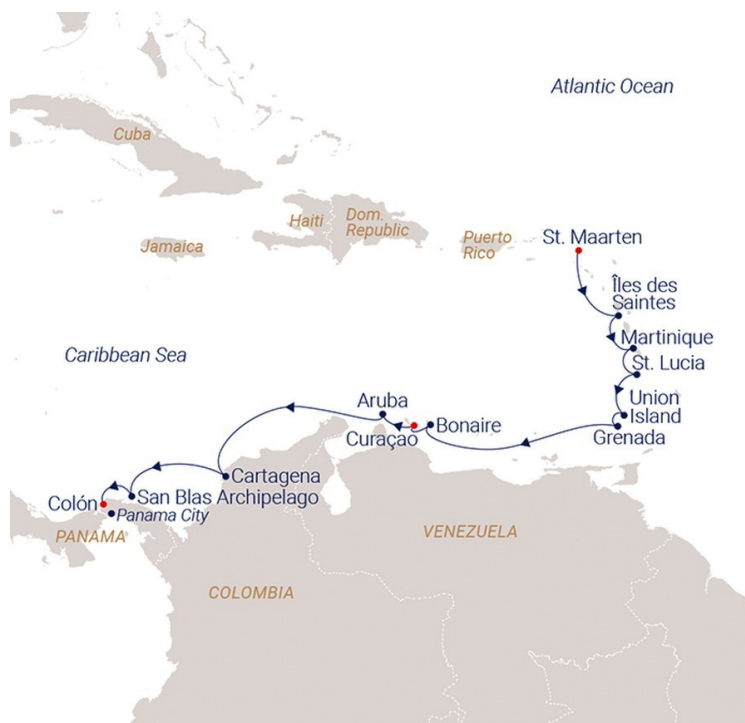 Atlantic Ocean
Cuba
Haiti
Dom.
Republic
Jamaica
Puerto
Rico
St. Maarten
Îles des
Saintes
Martinique
Caribbean Sea
St. Lucia
Aruba
Union
Island
Curaçao
Bonaire
Grenada
Cartagena
Colón
San Blas Archipelago
Panama City
PANAMA
VENEZUELA
COLOMBIA